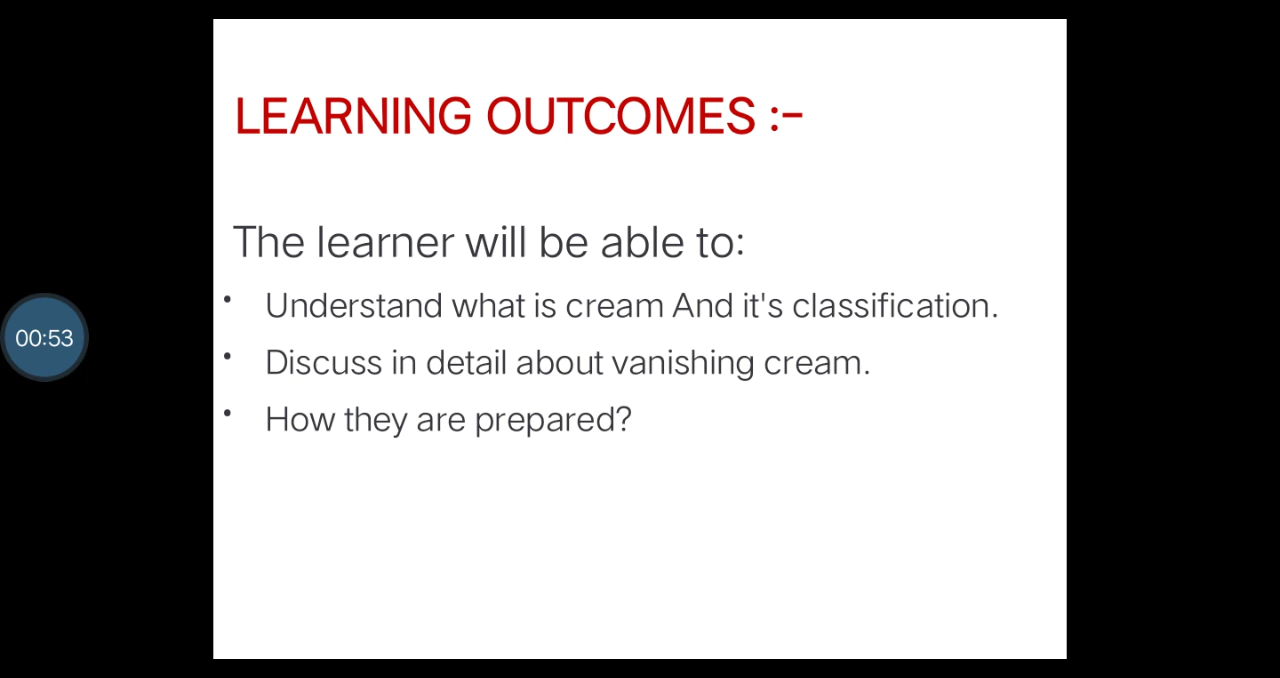 LEARNING OUTCOMES :-
The learner will be able to:
• Understand what is cream And it's classification.
00:53
• Discuss in detail about vanishing cream.
• How they are prepared?